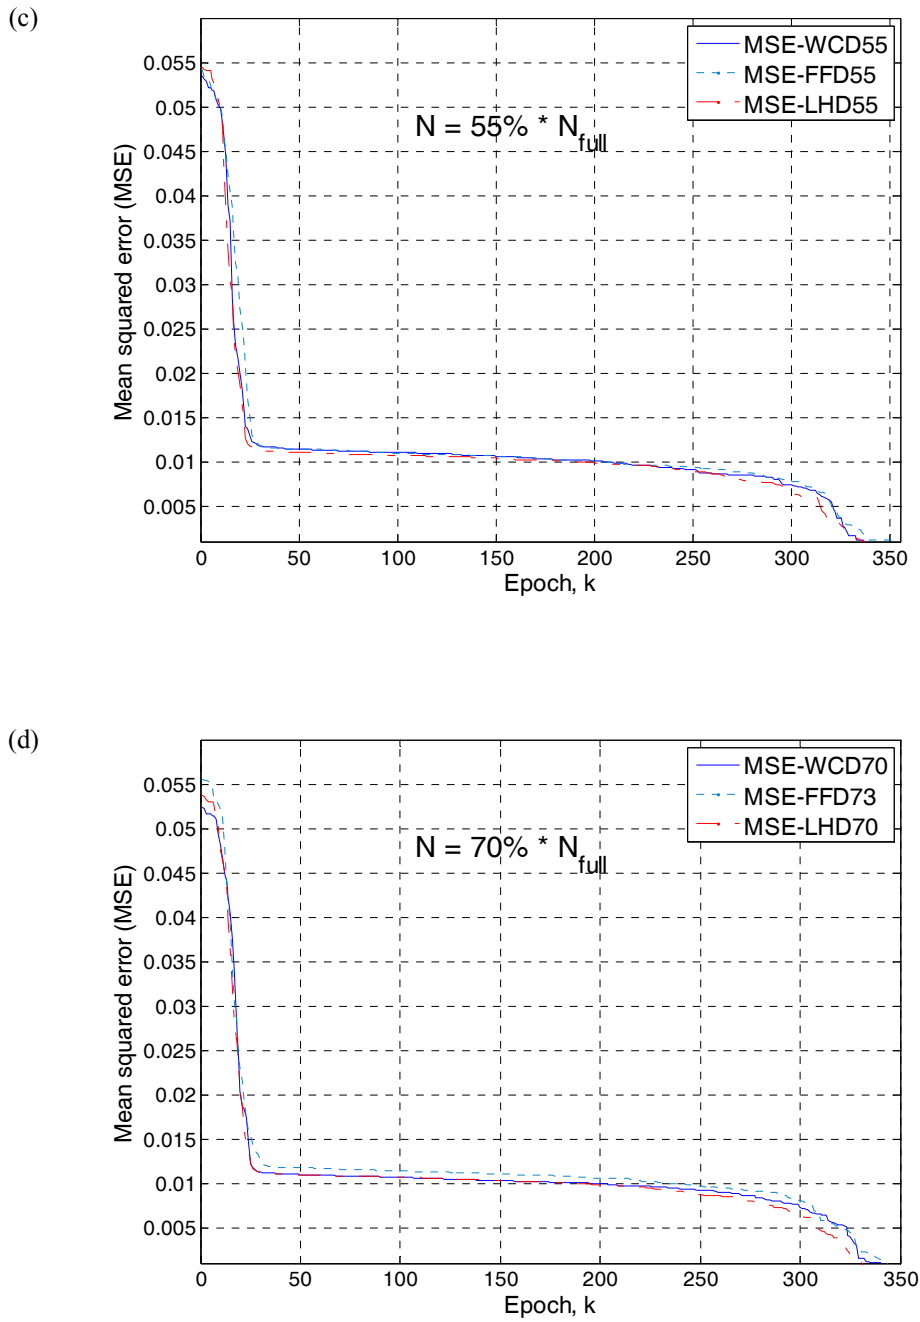 (c)
MSE-WCD55
MSE-FFD55
MSE-LHD55
N = 55% * N_full
Mean squared error (MSE)
0.055
0.05
0.045
0.04
0.035
0.03
0.025
0.02
0.015
0.01
0.005
0 50 100 150 200 250 300 350
Epoch, k
(d)
MSE-WCD70
MSE-FFD73
MSE-LHD70
N = 70% * N_full
Mean squared error (MSE)
0.055
0.05
0.045
0.04
0.035
0.03
0.025
0.02
0.015
0.01
0.005
0 50 100 150 200 250 300 350
Epoch, k